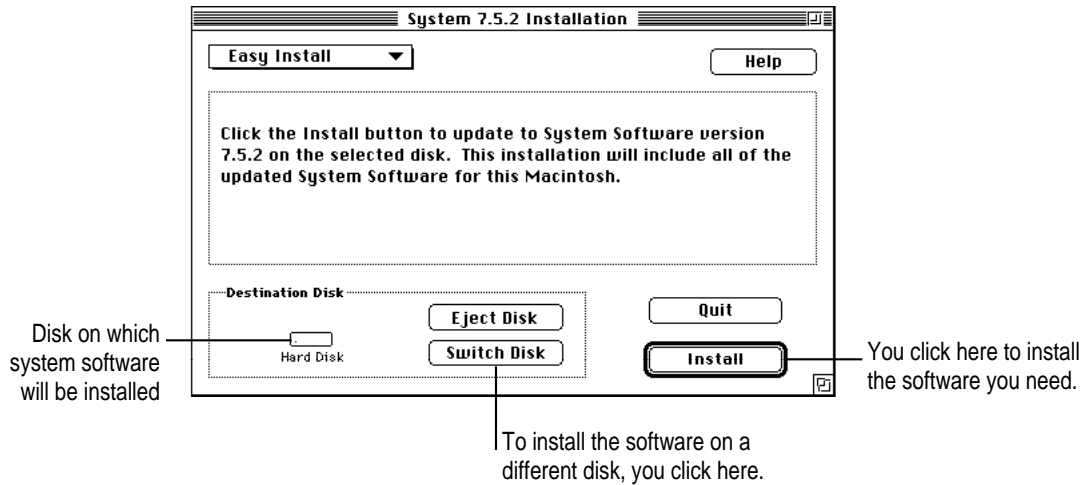 System 7.5.2 Installation
Easy Install
Help
Click the Install button to update to System Software version
7.5.2 on the selected disk. This installation will include all of the
updated System Software for this Macintosh.
Destination Disk
Hard Disk
Eject Disk
Switch Disk
Quit
Install
Disk on which
system software
will be installed
You click here to install
the software you need.
To install the software on a
different disk, you click here.